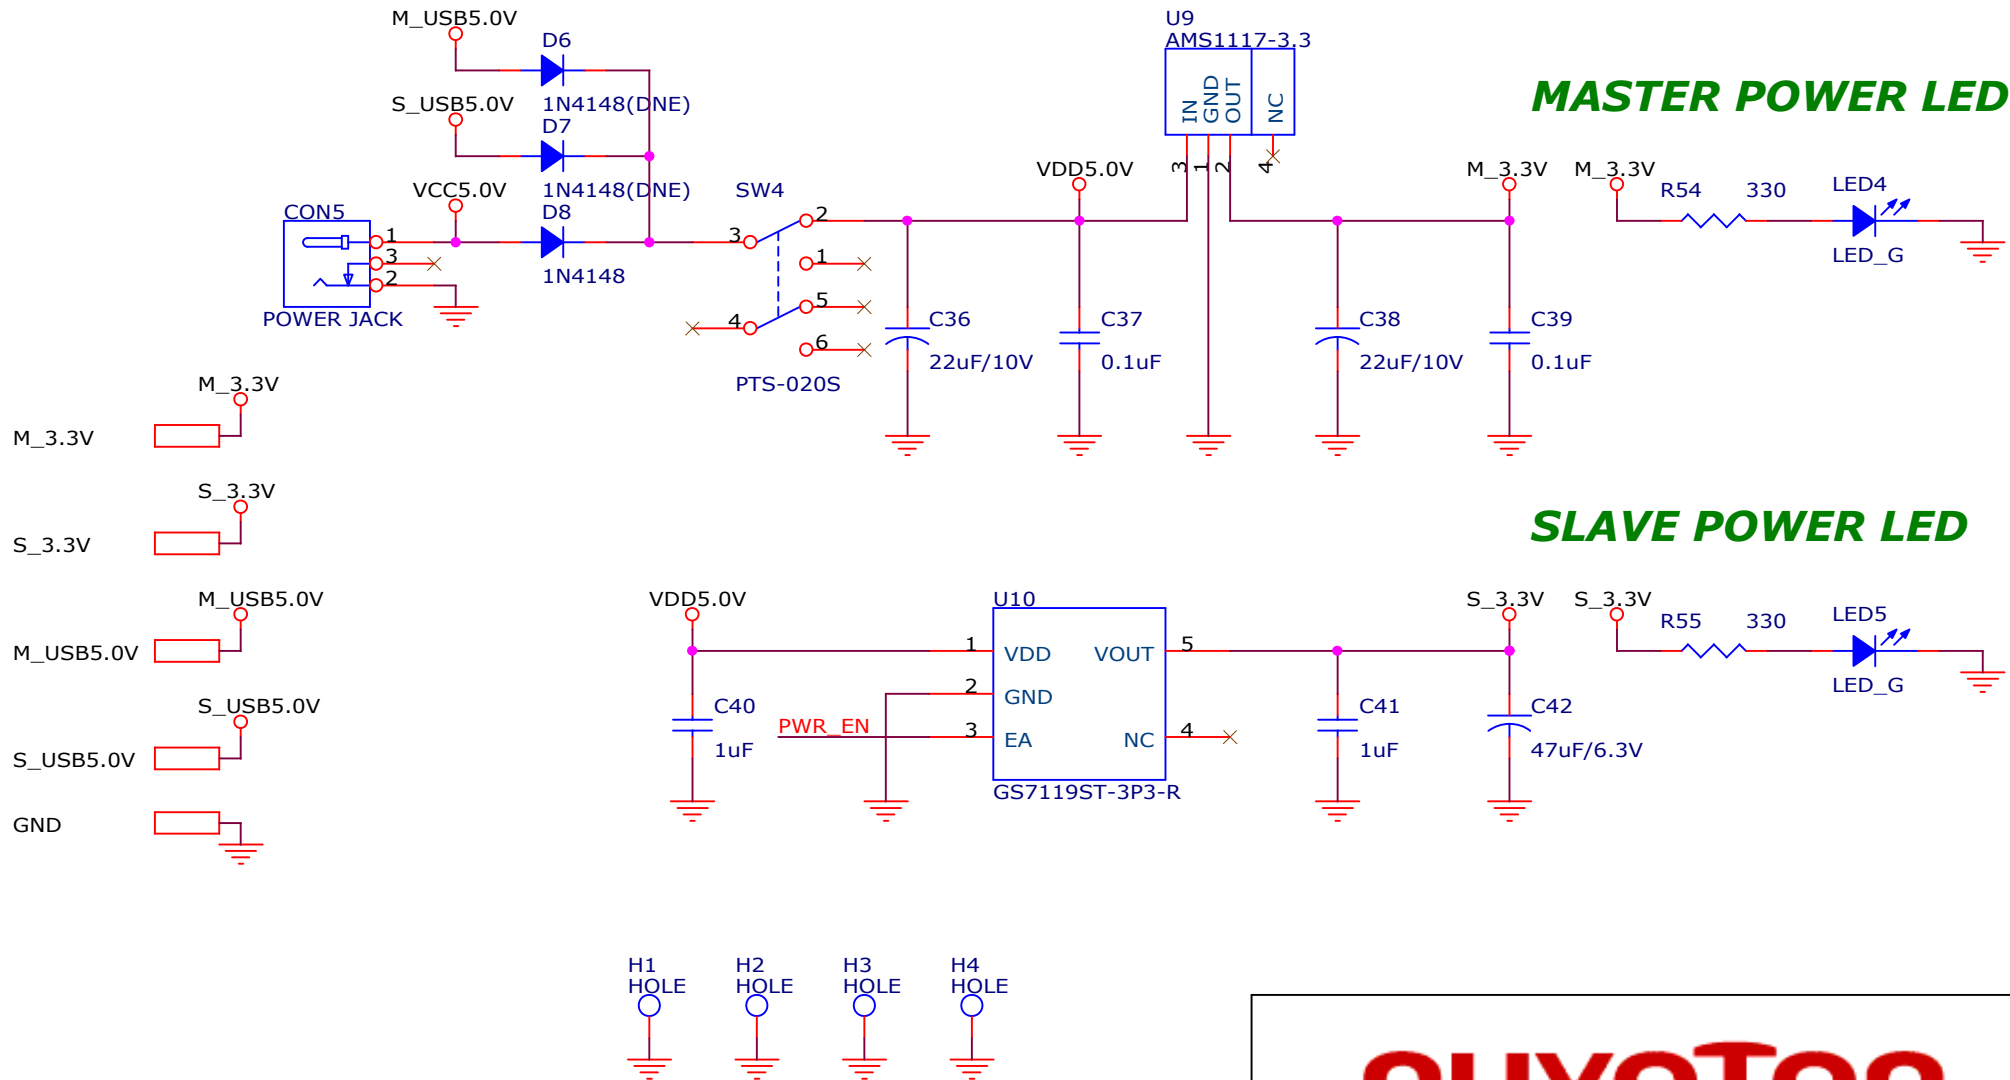 M_USB5.0V
D6
1N4148(DNE)
S_USB5.0V
D7
1N4148(DNE)
VCC5.0V
D8
1N4148
CON5
1
3
2
POWER JACK
SW4
3
2
1
4
5
6
PTS-020S
U9
AMS1117-3.3
IN
GND
OUT
NC
3
1
2
4
VDD5.0V
M_3.3V
C36
22uF/10V
C37
0.1uF
C38
22uF/10V
C39
0.1uF
MASTER POWER LED
M_3.3V
R54
330
LED4
LED_G
M_3.3V
M_3.3V
S_3.3V
S_3.3V
M_USB5.0V
M_USB5.0V
S_USB5.0V
S_USB5.0V
GND
VDD5.0V
C40
1uF
PWR_EN
U10
1
VDD
2
GND
3
EA
VOUT
5
NC
4
GS7119ST-3P3-R
S_3.3V
C41
1uF
C42
47uF/6.3V
SLAVE POWER LED
S_3.3V
R55
330
LED5
LED_G
H1
HOLE
H2
HOLE
H3
HOLE
H4
HOLE